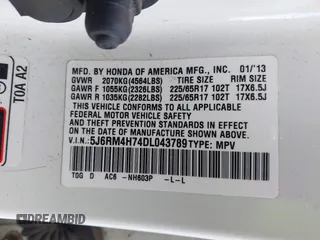 MFD. BY HONDA OF AMERICA MFG., INC. 01/'13
GVWR 2070KG(4564LBS) TIRE SIZE RIM SIZE
GAWR F 1055KG(2326LBS) 225/65R17 102T 17X6.5J
GAWR R 1035KG(2282LBS) 225/65R17 102T 17X6.5J
THIS VEHICLE CONFORMS TO ALL APPLICABLE
FEDERAL MOTOR VEHICLE SAFETY AND THEFT
PREVENTION STANDARDS IN EFFECT ON THE DATE
OF MANUFACTURE SHOWN ABOVE.
V.I.N.: 5J6RM4H74DL043789 TYPE: MPV
TOG D AC6 -NH603P -L-L
T0A A2
© DREAMBID